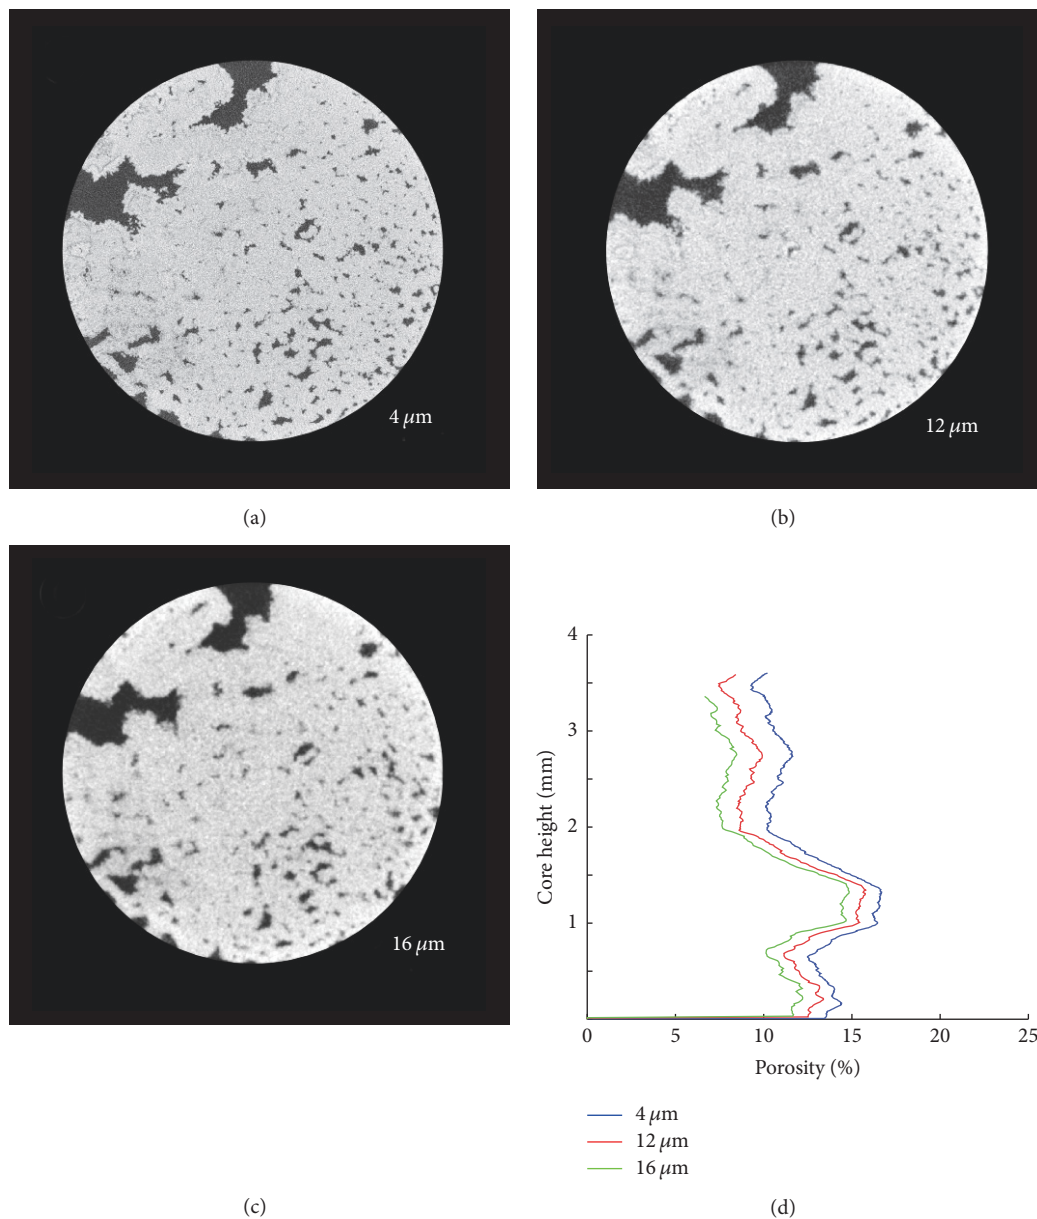 4 μm
12 μm
(a)
(b)
16 μm
4
3
2
1
Core height (mm)
0
5
10
15
20
25
Porosity (%)
4 μm
12 μm
16 μm
(c)
(d)